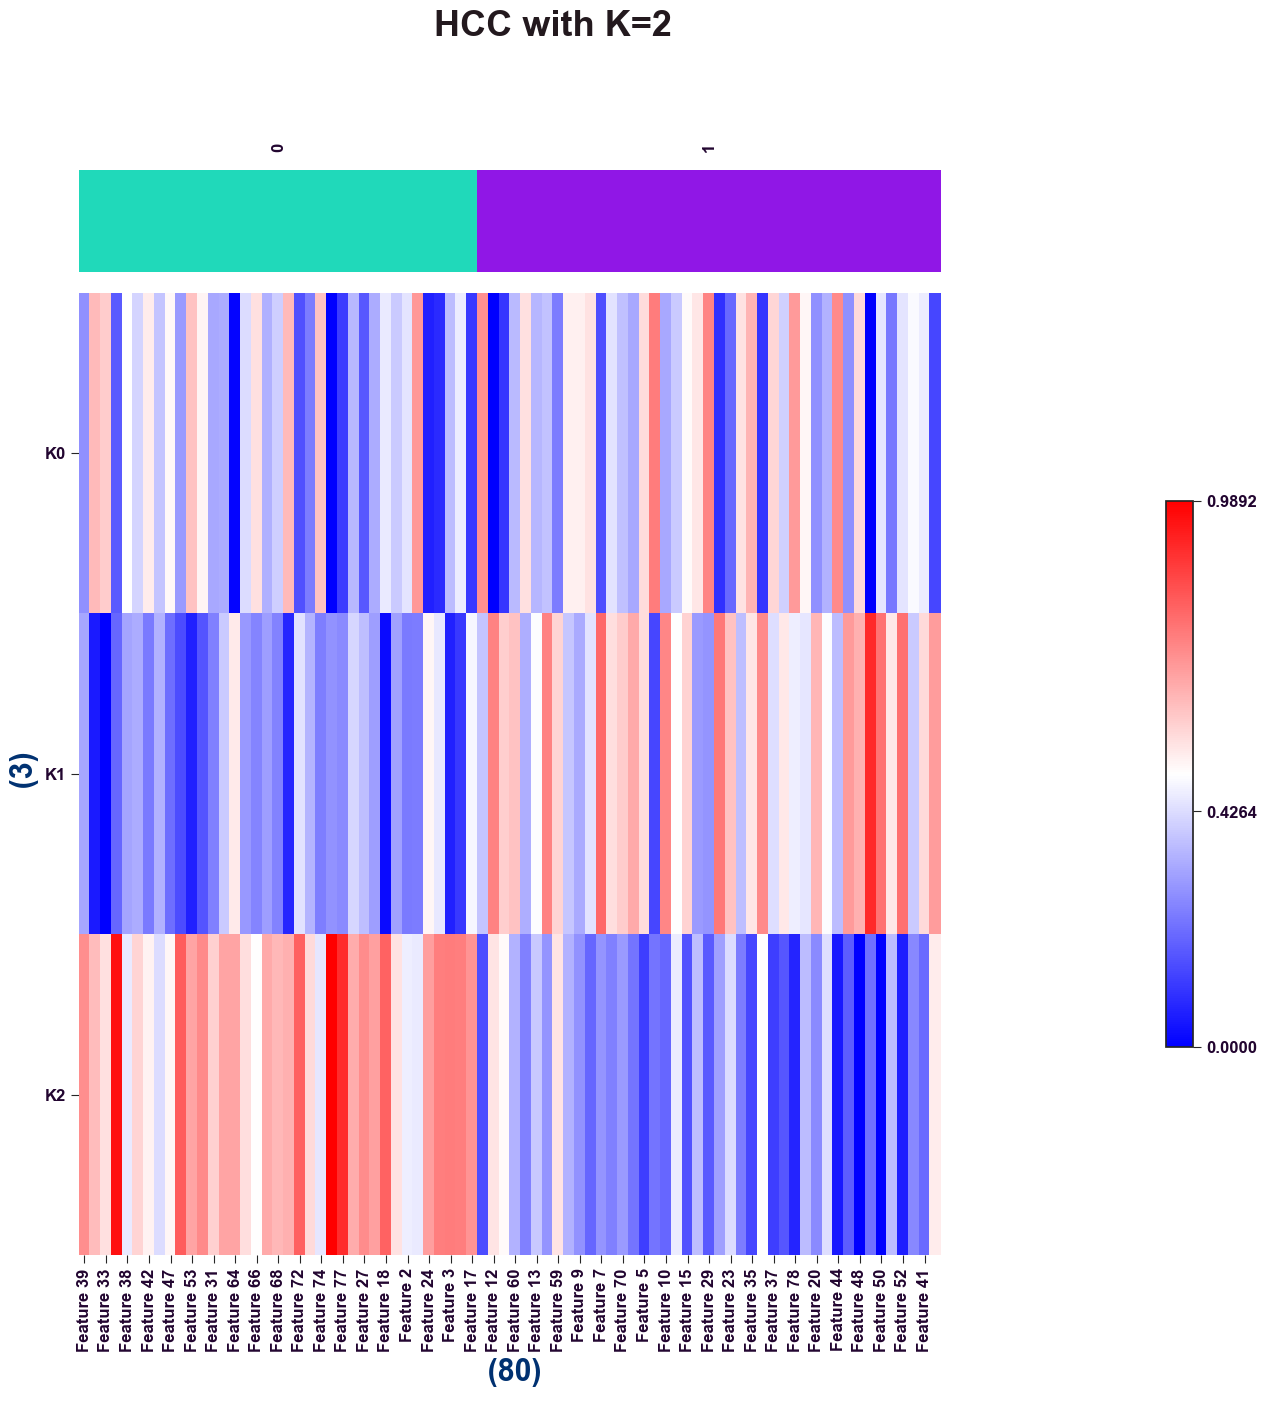 HCC with K=2
0
1
K0
K1
K2
(3)
0.9892
0.4264
0.0000
Feature 39
Feature 33
Feature 38
Feature 42
Feature 47
Feature 53
Feature 31
Feature 64
Feature 66
Feature 68
Feature 72
Feature 74
Feature 77
Feature 27
Feature 18
Feature 2
Feature 24
Feature 3
Feature 17
Feature 12
Feature 60
Feature 13
Feature 59
Feature 9
Feature 7
Feature 70
Feature 5
Feature 10
Feature 15
Feature 29
Feature 23
Feature 35
Feature 37
Feature 78
Feature 20
Feature 44
Feature 48
Feature 50
Feature 52
Feature 41
(80)